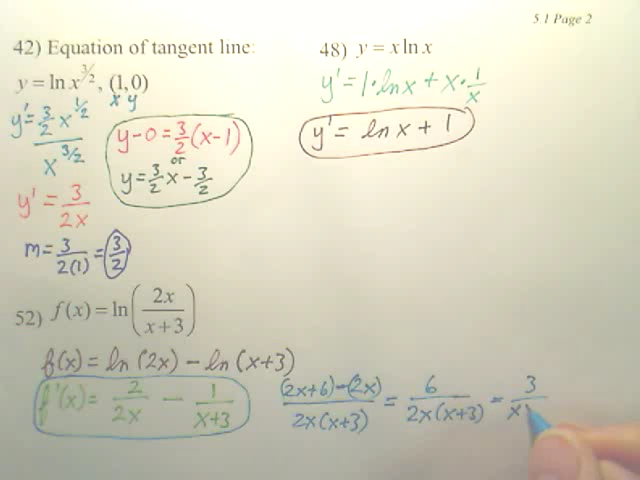 5.1 Page 2
42) Equation of tangent line:
y = ln x^(3/2), (1,0)
x y
y' = (3/2 x^(1/2))/(x^(3/2))
y - 0 = 3/2 (x - 1)
or
y = 3/2 x - 3/2
y' = 3/(2x)
m = 3/(2(1)) = 3/2
48) y = x ln x
y' = 1 · ln x + x · 1/x
y' = ln x + 1
52) f(x) = ln(2x/(x+3))
f(x) = ln(2x) - ln(x+3)
f'(x) = 2/(2x) - 1/(x+3)
((2x+6) - (2x))/(2x(x+3)) = 6/(2x(x+3)) = 3/(x